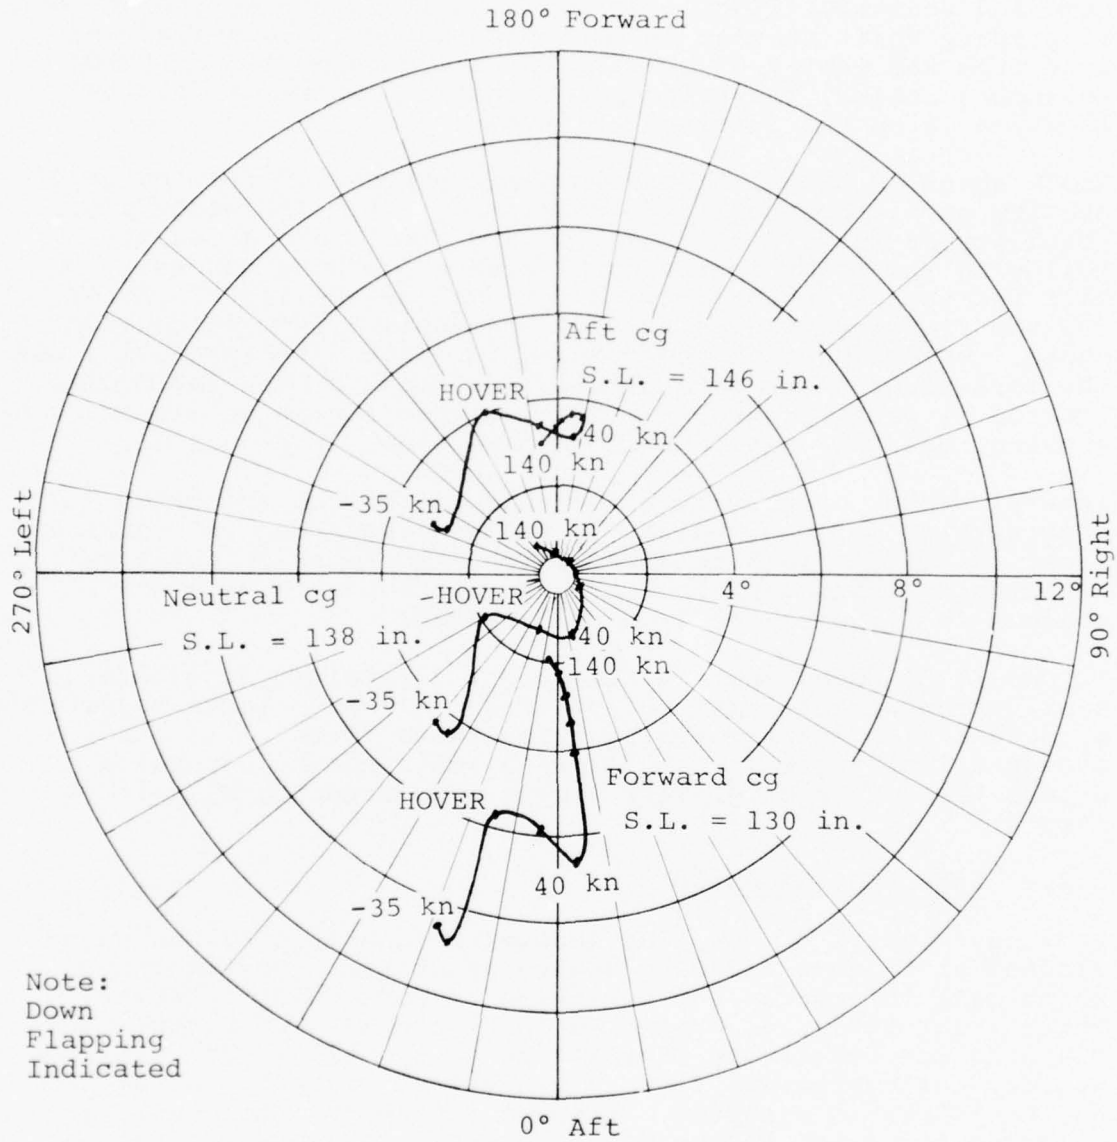 180° Forward
Aft cg
S.L. = 146 in.
HOVER
40 kn
140 kn
-35 kn
140 kn
270° Left
4°
8°
12°
90° Right
Neutral cg
-HOVER
S.L. = 138 in.
40 kn
140 kn
-35 kn
Forward cg
HOVER
S.L. = 130 in.
40 kn
-35 kn
Note:
Down
Flapping
Indicated
0° Aft